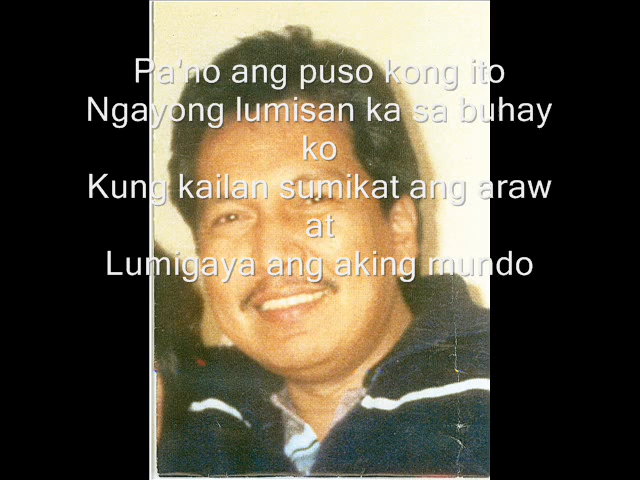 Pa'no ang puso kong ito
Ngayong lumisan ka sa buhay
ko
Kung kailan sumikat ang araw
at
Lumigaya ang aking mundo